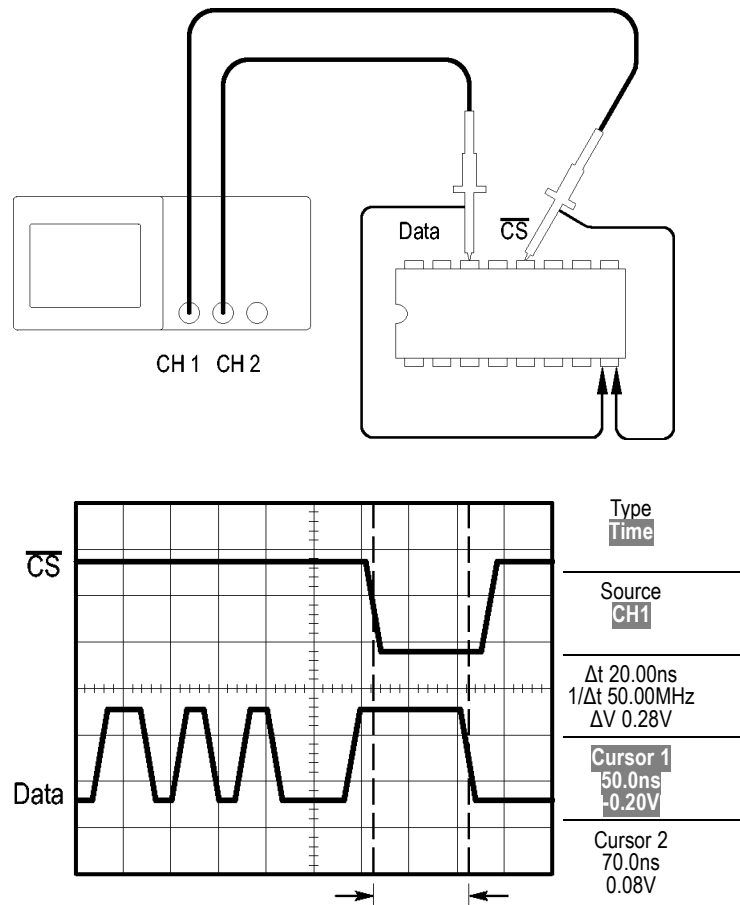 Data CS
CH 1 CH 2
CS
Data
Type
Time
Source
CH1
Δt 20.00ns
1/Δt 50.00MHz
ΔV 0.28V
Cursor 1
50.0ns
-0.20V
Cursor 2
70.0ns
0.08V